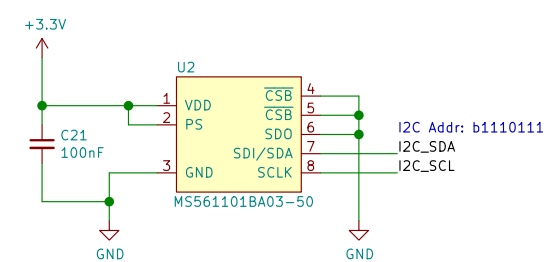 +3.3V
U2
1 VDD
2 PS
3 GND
CSB 4
CSB 5
SDO 6
SDI/SDA 7
SCLK 8
C21
100nF
I2C Addr: b1110111
I2C_SDA
I2C_SCL
MS561101BA03-50
GND
GND